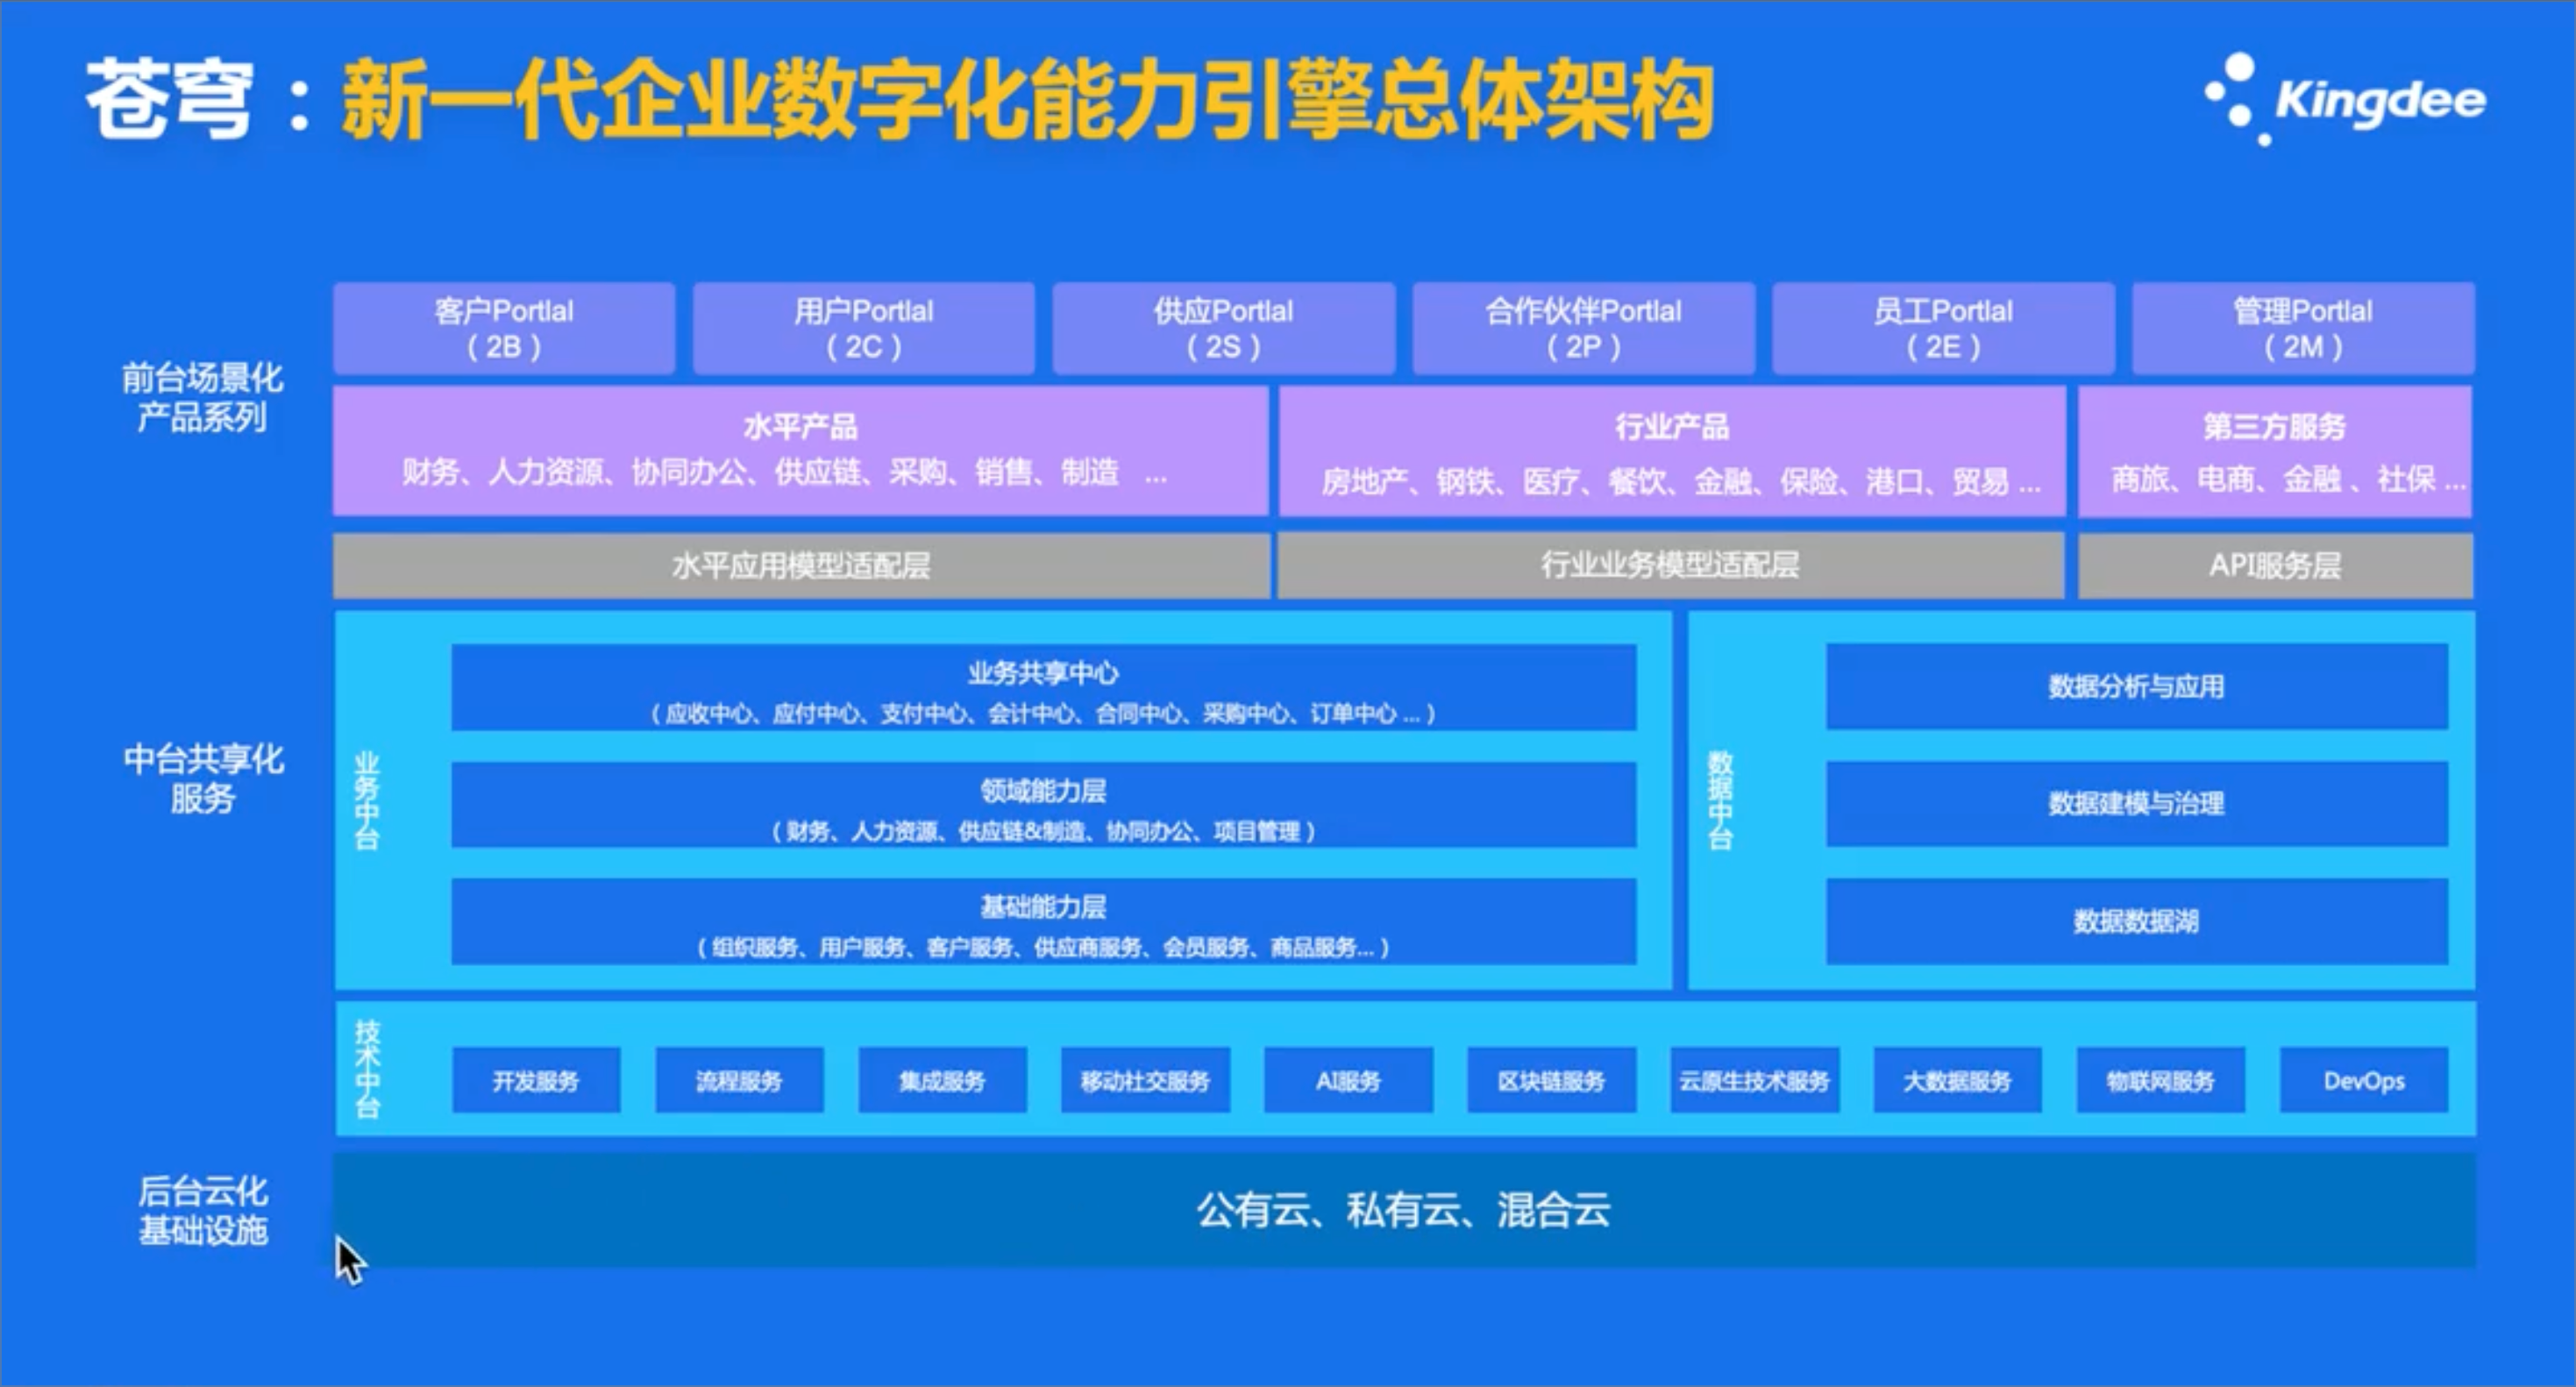 苍穹：新一代企业数字化能力引擎总体架构
Kingdee
客户Portlal
（2B）
用户Portlal
（2C）
供应Portlal
（2S）
合作伙伴Portlal
（2P）
员工Portlal
（2E）
管理Portlal
（2M）
前台场景化
产品系列
水平产品
财务、人力资源、协同办公、供应链、采购、销售、制造 ...
行业产品
房地产、钢铁、医疗、餐饮、金融、保险、港口、贸易 ...
第三方服务
商旅、电商、金融 、社保 ...
水平应用模型适配层
行业业务模型适配层
API服务层
中台共享化
服务
业务中台
业务共享中心
（应收中心、应付中心、支付中心、会计中心、合同中心、采购中心、订单中心 ...）
领域能力层
（财务、人力资源、供应链&制造、协同办公、项目管理）
基础能力层
（组织服务、用户服务、客户服务、供应商服务、会员服务、商品服务...）
数据中台
数据分析与应用
数据建模与治理
数据数据湖
技术中台
开发服务
流程服务
集成服务
移动社交服务
AI服务
区块链服务
云原生技术服务
大数据服务
物联网服务
DevOps
后台云化
基础设施
公有云、私有云、混合云